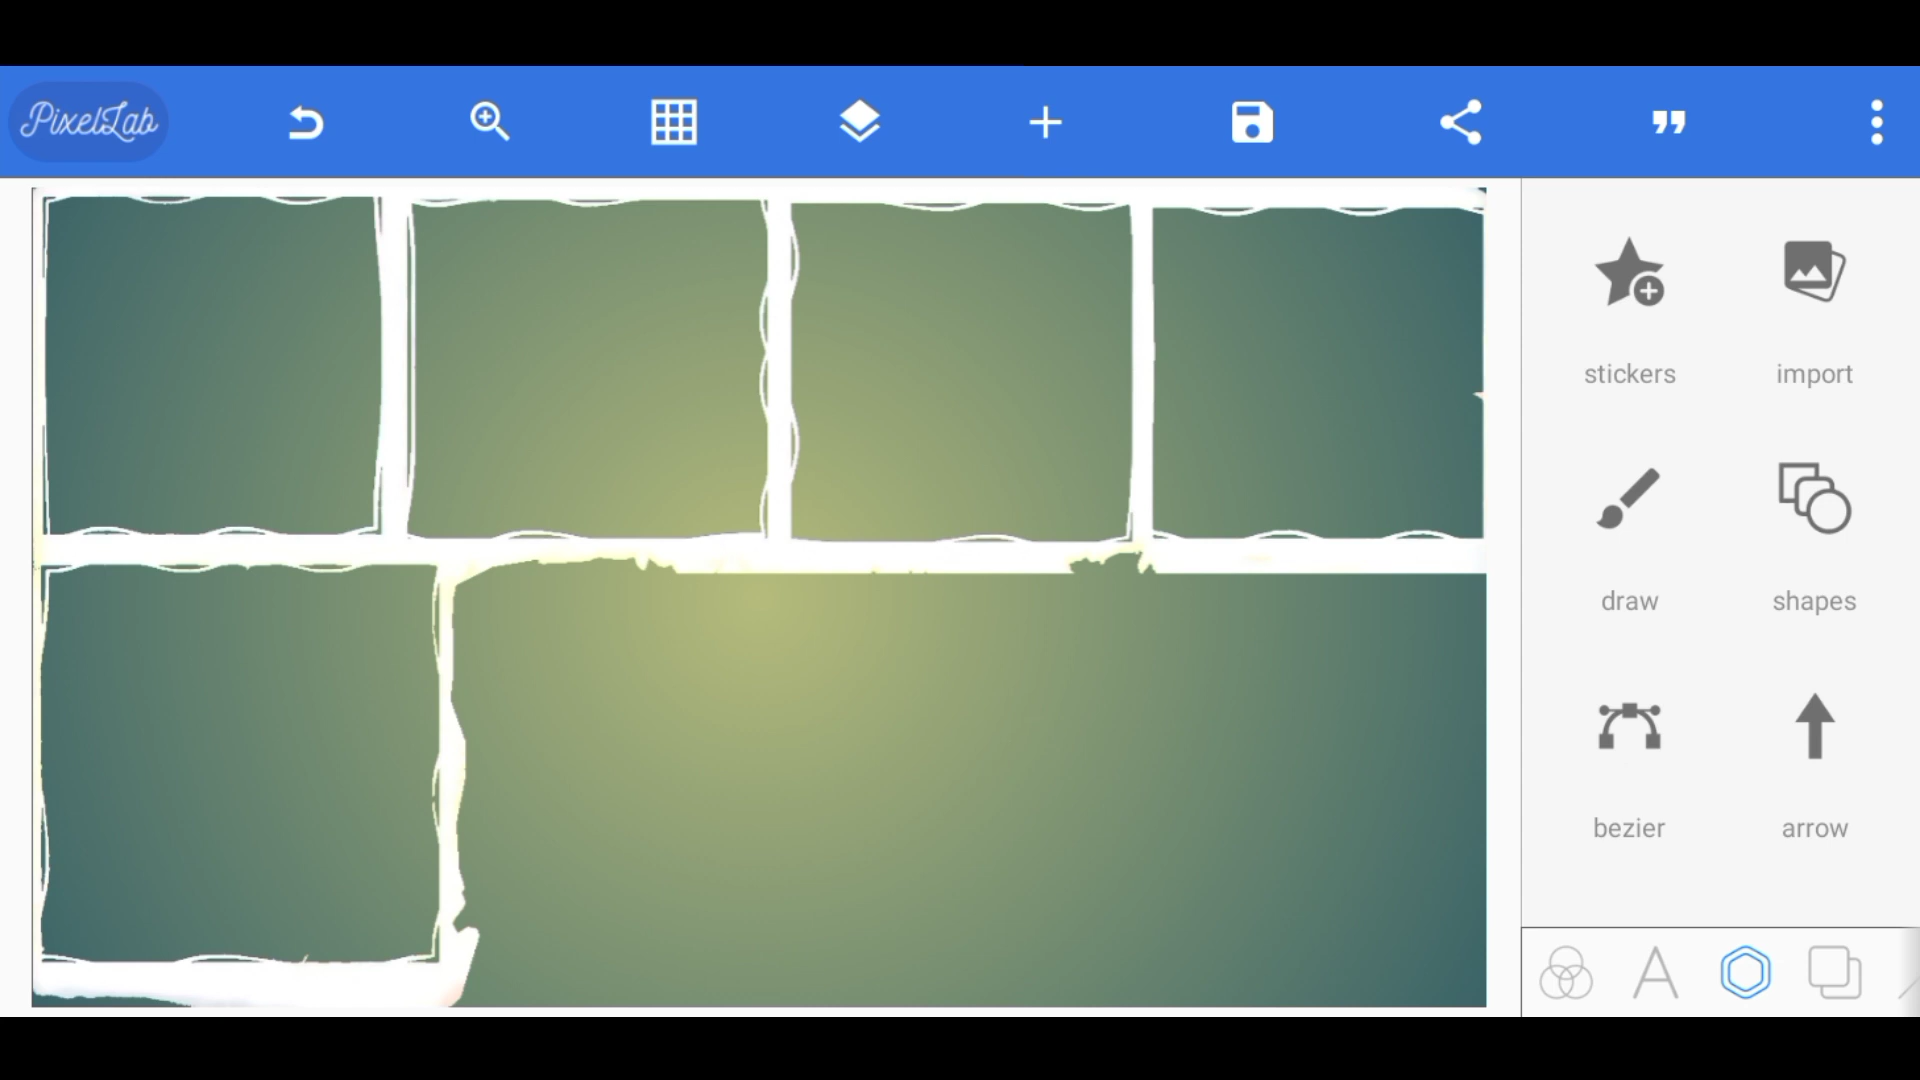 PixelLab
stickers
import
draw
shapes
bezier
arrow